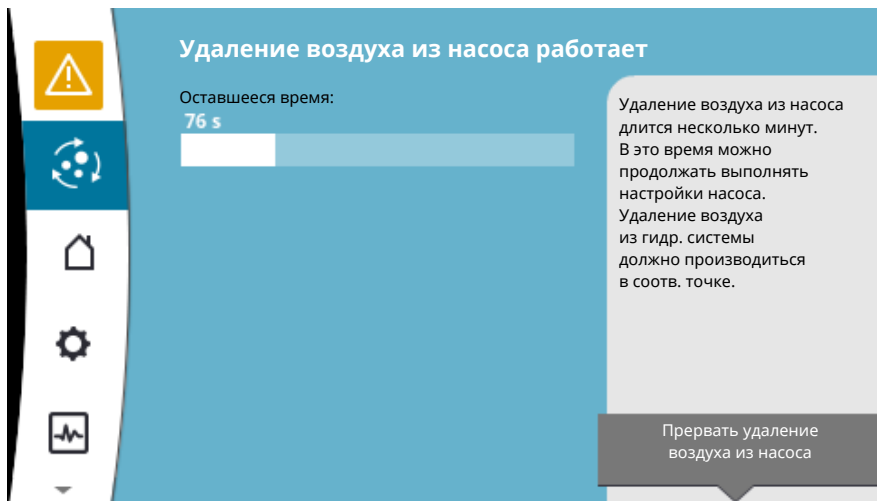 Удаление воздуха из насоса работает
Оставшееся время:
76 s
Удаление воздуха из насоса
длится несколько минут.
В это время можно
продолжать выполнять
настройки насоса.
Удаление воздуха
из гидр. системы
должно производиться
в соотв. точке.
Прервать удаление
воздуха из насоса